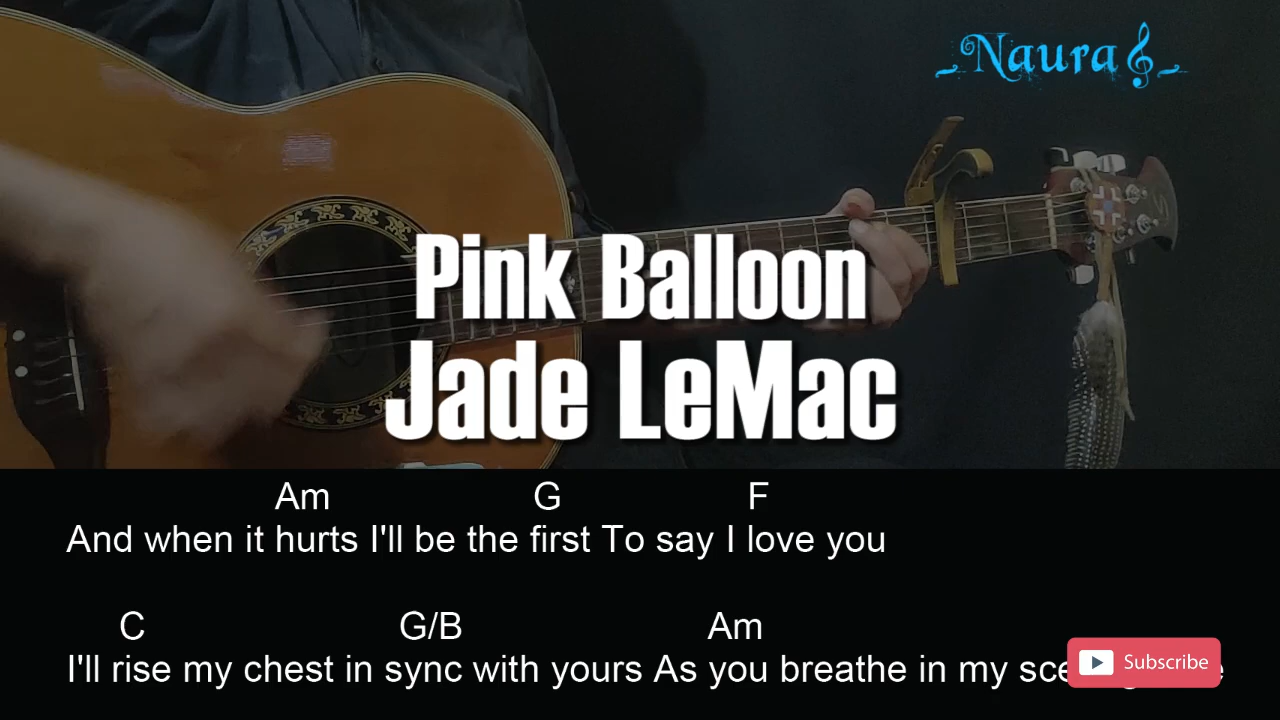 Naura
Pink Balloon
Jade LeMac
Am G F
And when it hurts I'll be the first To say I love you
C G/B Am
I'll rise my chest in sync with yours As you breathe in my
Subscribe